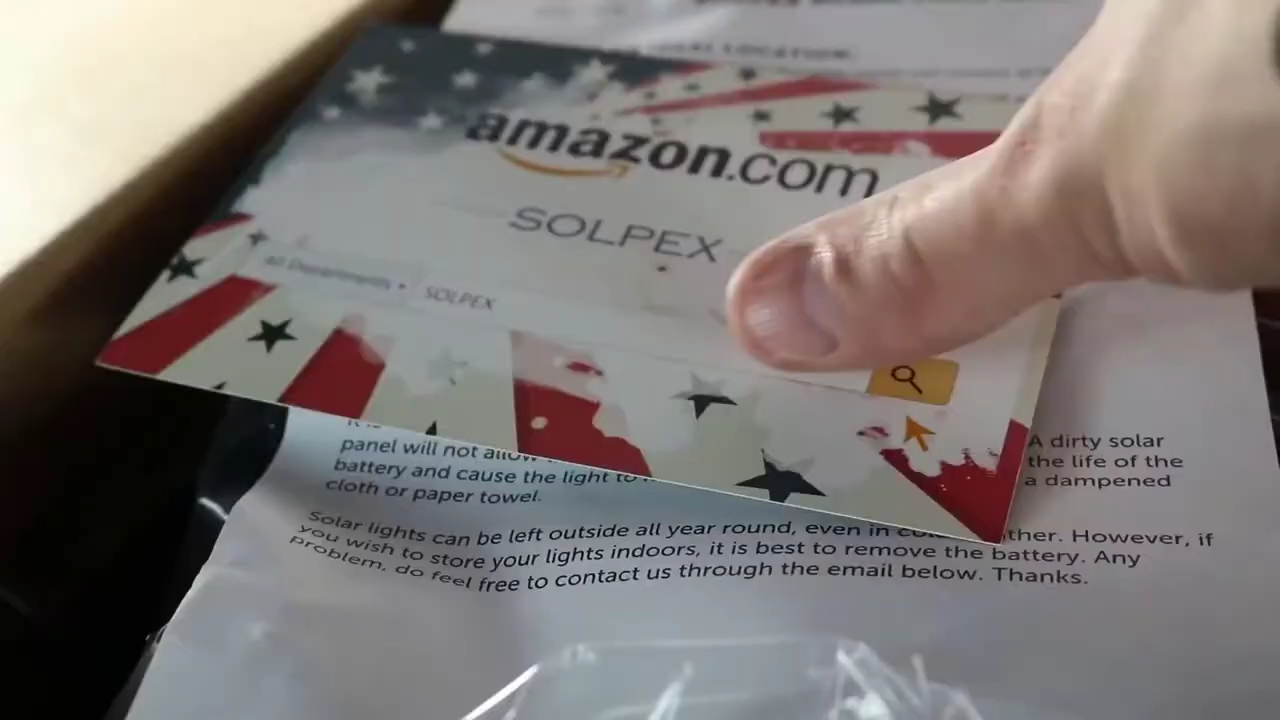 LOCATION
amazon.com
SOLPEX
All Departments SOLPEX
panel will not allow A dirty solar
battery and cause the light to the life of the
cloth or paper towel. a dampened
Solar lights can be left outside all year round, even in ther. However, if
you wish to store your lights indoors, it is best to remove the battery. Any
problem, do feel free to contact us through the email below. Thanks.